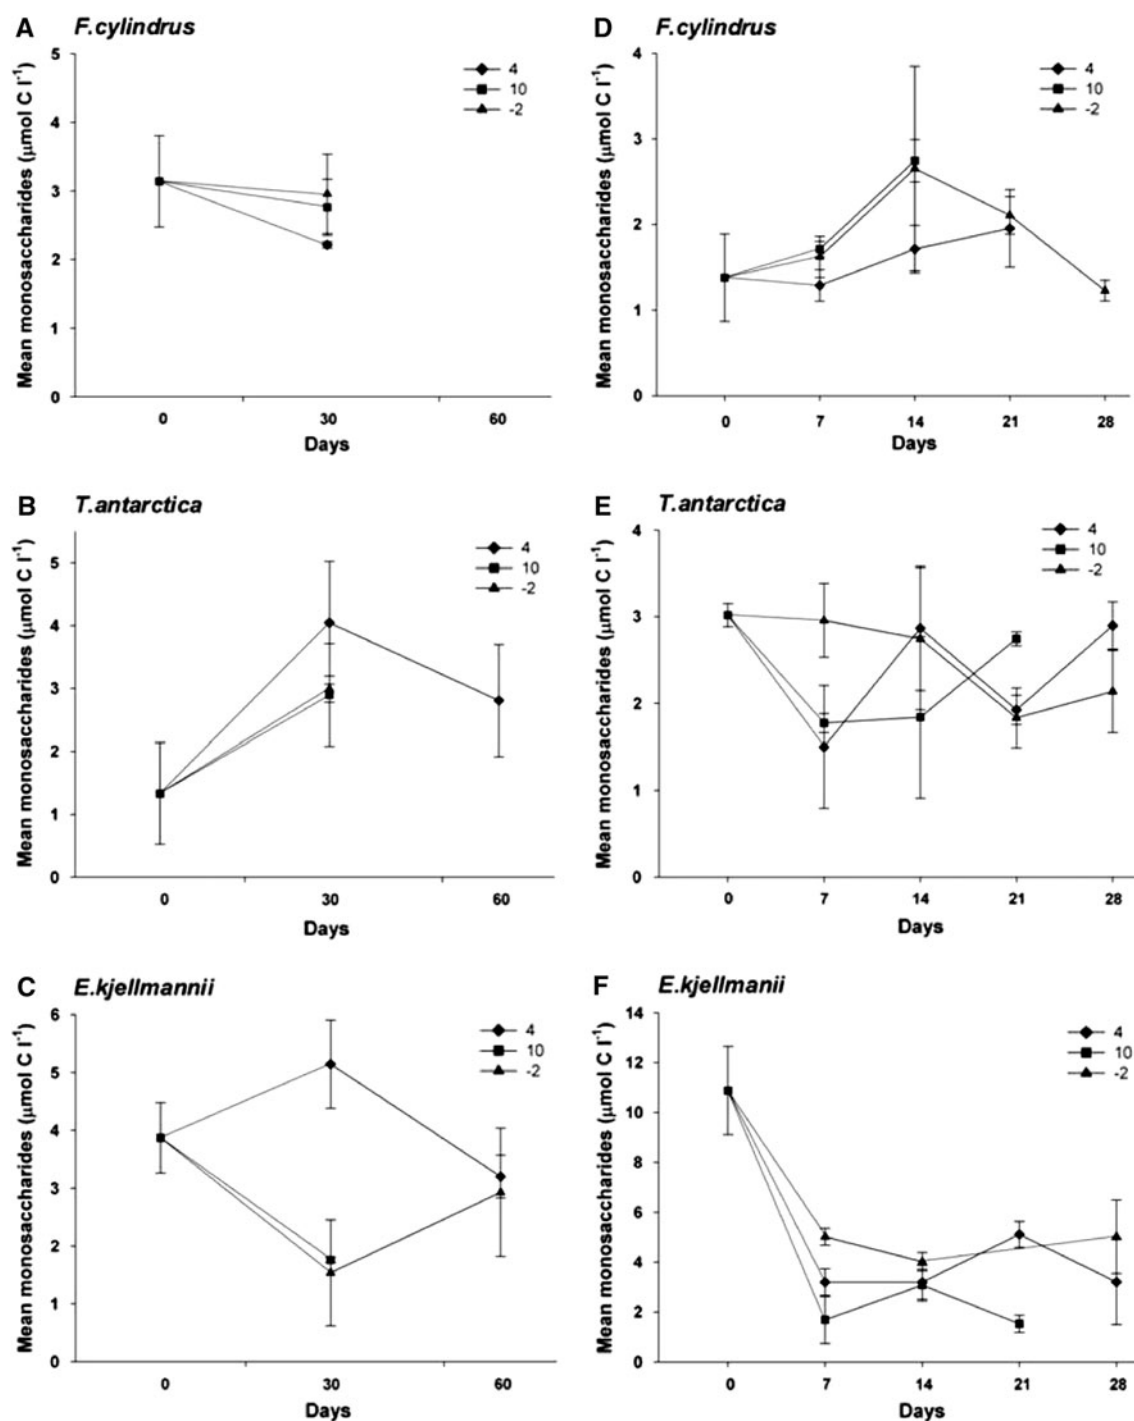 A F.cylindrus
Mean monosaccharides (µmol C l-1)
5
4
3
2
1
0
4
10
-2
0 30 60
Days
D F.cylindrus
Mean monosaccharides (µmol C l-1)
4
3
2
1
0
4
10
-2
0 7 14 21 28
Days
B T.antarctica
Mean monosaccharides (µmol C l-1)
5
4
3
2
1
0
4
10
-2
0 30 60
Days
E T.antarctica
Mean monosaccharides (µmol C l-1)
4
3
2
1
0
4
10
-2
0 7 14 21 28
Days
C E.kjellmannii
Mean monosaccharides (µmol C l-1)
6
5
4
3
2
1
0
4
10
-2
0 30 60
Days
F E.kjellmanii
Mean monosaccharides (µmol C l-1)
14
12
10
8
6
4
2
0
4
10
-2
0 7 14 21 28
Days